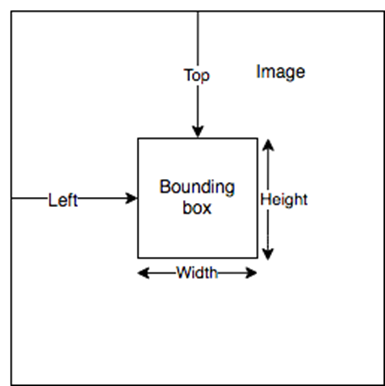 Image
Top
Bounding
box
Left
Height
Width